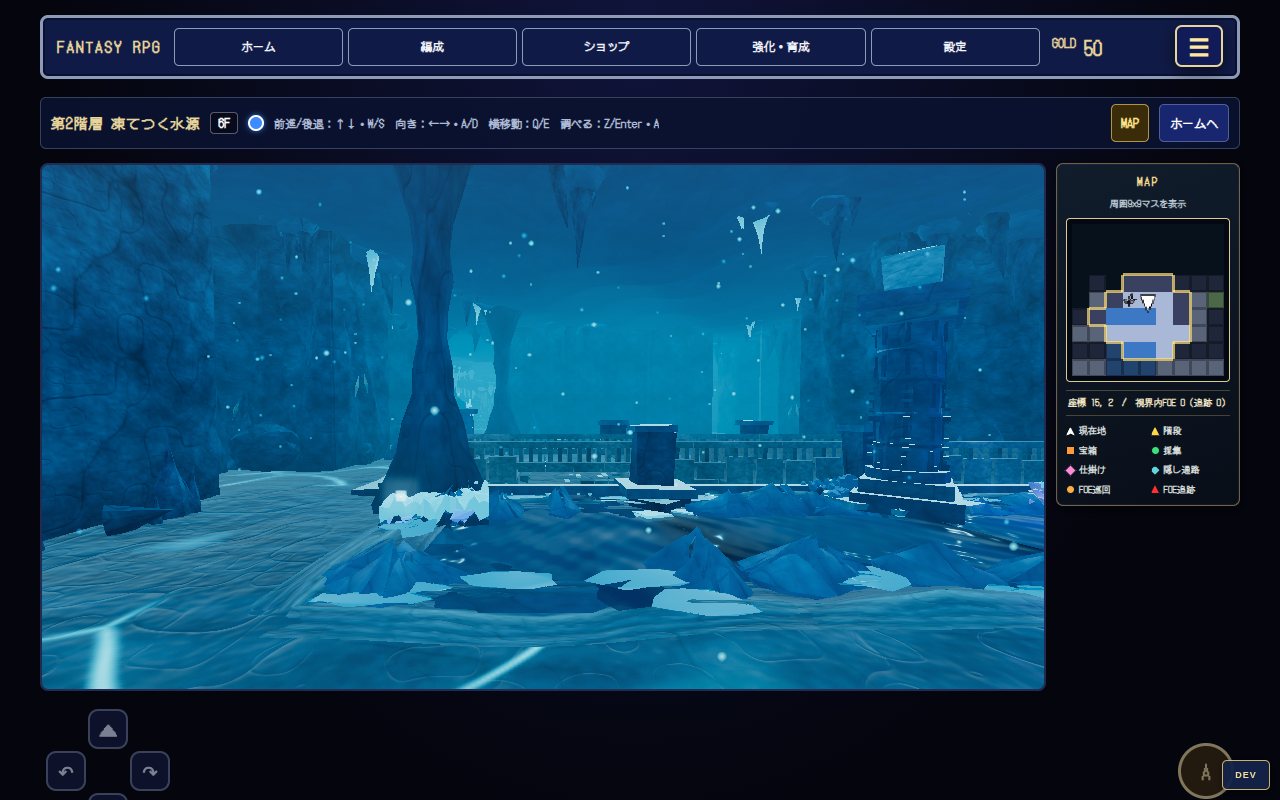 FANTASY RPG
ホーム
編成
ショップ
強化・育成
設定
GOLD 50
第2階層 凍てつく水源
6F
前進/後退：↑↓・W/S 向き：←→・A/D 横移動：Q/E 調べる：Z/Enter・A
MAP
ホームへ
MAP
周囲9x9マスを表示
座標 15, 2 / 視界内FOE 0 (追跡 0)
現在地
階段
宝箱
採集
仕掛け
隠し通路
FOE巡回
FOE追跡
A
DEV